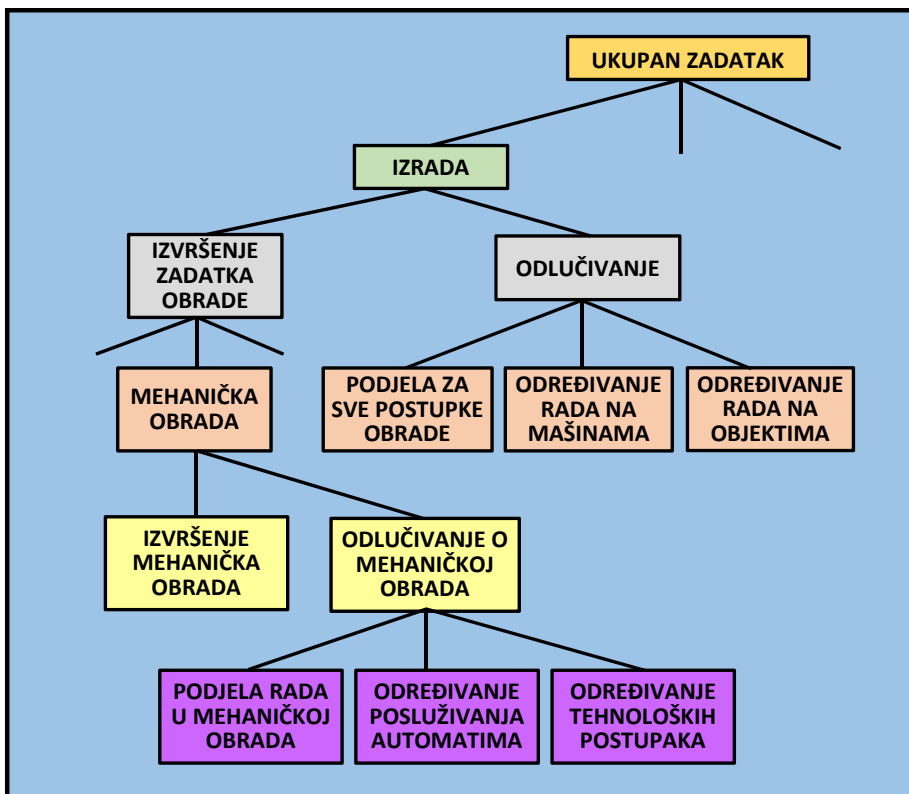 UKUPAN ZADATAK
IZRADA
IZVRŠENJE
ZADATKA
OBRADE
ODLUČIVANJE
MEHANIČKA
OBRADA
PODJELA ZA
SVE POSTUPKE
OBRADE
ODREĐIVANJE
RADA NA
MAŠINAMA
ODREĐIVANJE
RADA NA
OBJEKTIMA
IZVRŠENJE
MEHANIČKA
OBRADA
ODLUČIVANJE O
MEHANIČKOJ
OBRADA
PODJELA RADA
U MEHANIČKOJ
OBRADA
ODREĐIVANJE
POSLUŽIVANJA
AUTOMATIMA
ODREĐIVANJE
TEHNOLOŠKIH
POSTUPAKA